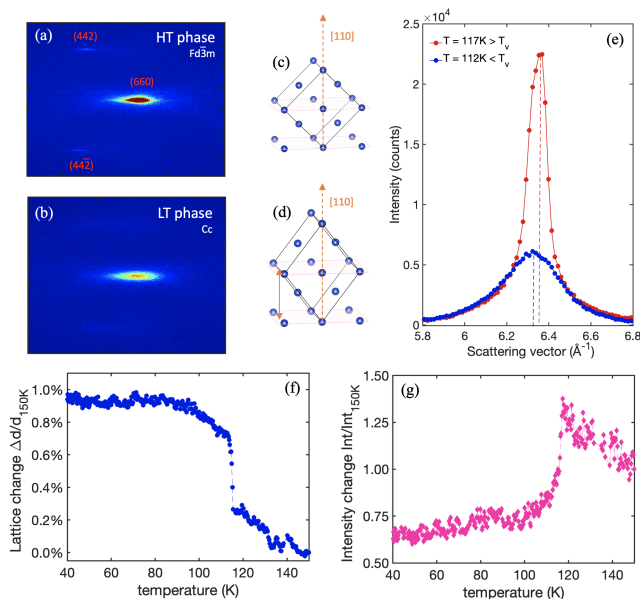 (a)
(442)
HT phase
Fd3̄m
(660)
(442̄)
(b)
LT phase
Cc
(c)
[110]
(d)
[110]
(e)
×10⁴
2.5
2.0
1.5
1.0
0.5
0.0
Intensity (counts)
T = 117K > Tᵥ
T = 112K < Tᵥ
5.8 6 6.2 6.4 6.6 6.8
Scattering vector (Å⁻¹)
(f)
1.0%
0.8%
0.6%
0.4%
0.2%
0.0%
Lattice change Δd/d₁₅₀K
40 60 80 100 120 140
temperature (K)
(g)
1.50
1.25
1.00
0.75
0.50
Intensity change Int/Int₁₅₀K
40 60 80 100 120 140
temperature (K)